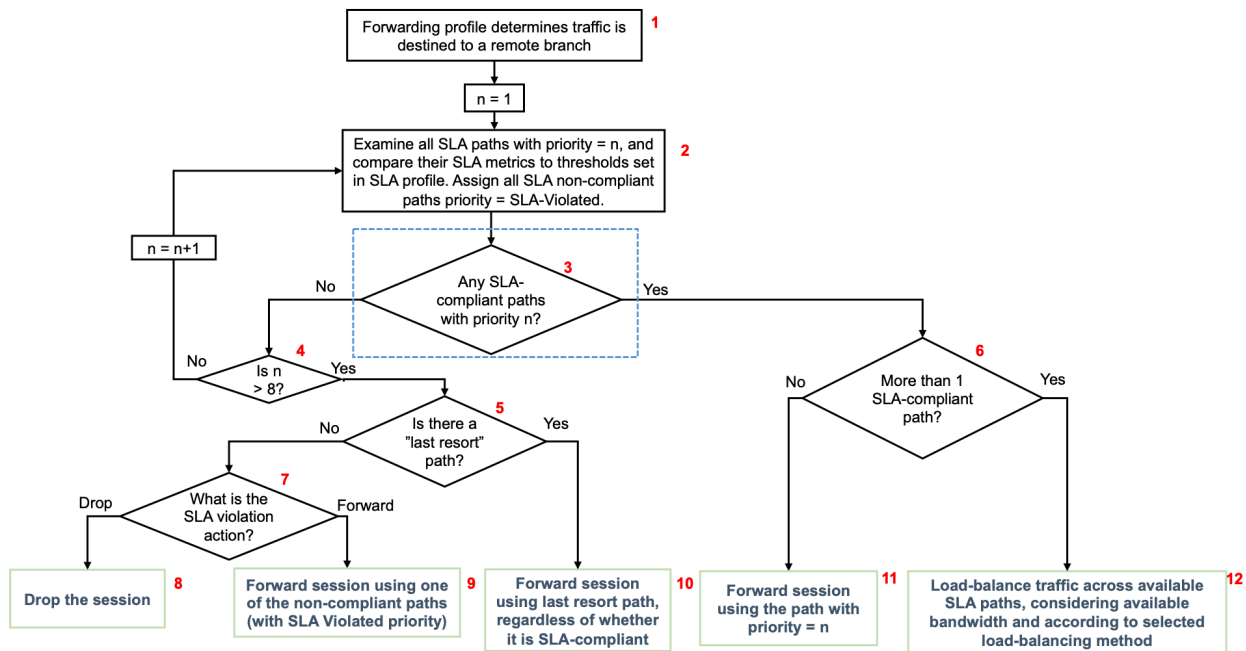 Forwarding profile determines traffic is
destined to a remote branch
1
n = 1
Examine all SLA paths with priority = n, and
compare their SLA metrics to thresholds set
in SLA profile. Assign all SLA non-compliant
paths priority = SLA-Violated.
2
n = n+1
3
Any SLA-
compliant paths
with priority n?
No
Yes
4
Is n
> 8?
No
Yes
6
More than 1
SLA-compliant
path?
No
Yes
5
Is there a
”last resort”
path?
No
Yes
7
What is the
SLA violation
action?
Drop
Forward
Drop the session
8
Forward session using one
of the non-compliant paths
(with SLA Violated priority)
9
Forward session
using last resort path,
regardless of whether
it is SLA-compliant
10
Forward session
using the path with
priority = n
11
Load-balance traffic across available
SLA paths, considering available
bandwidth and according to selected
load-balancing method
12